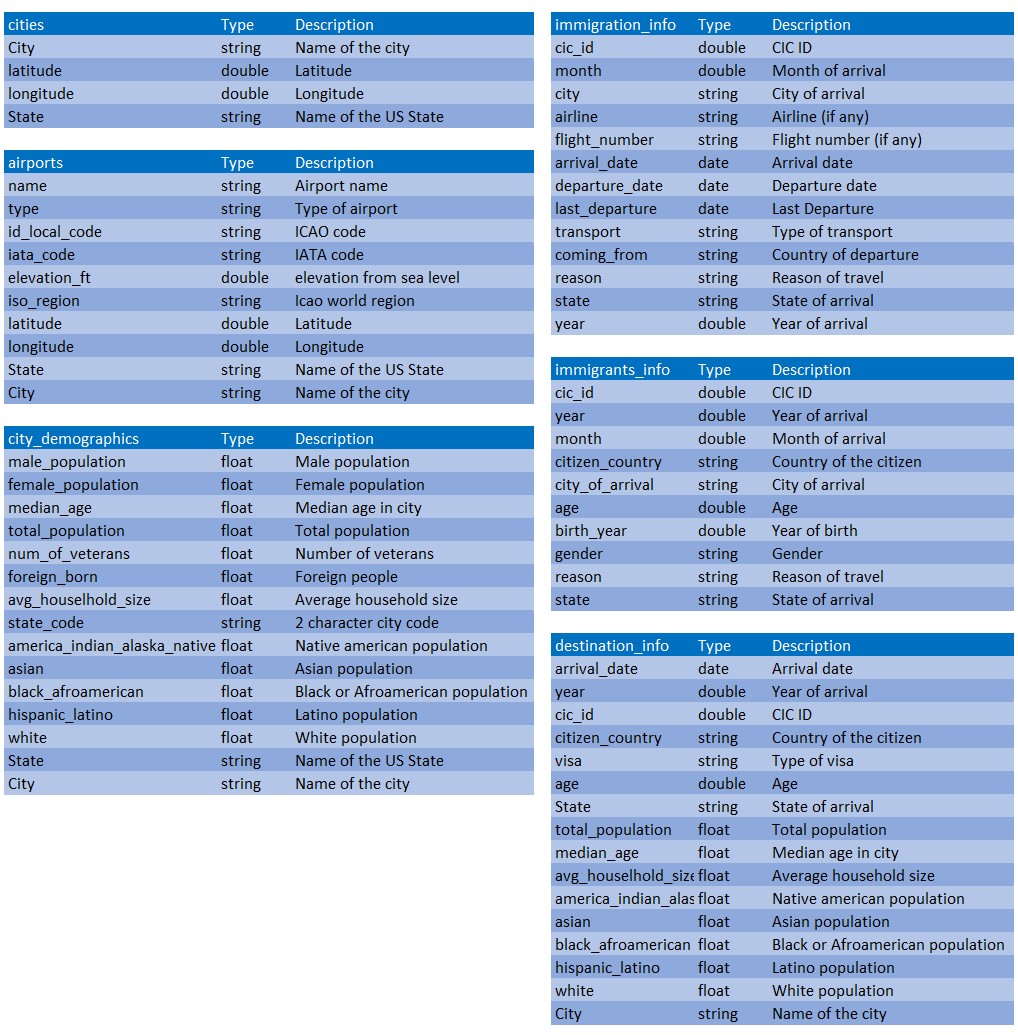 cities Type Description
City string Name of the city
latitude double Latitude
longitude double Longitude
State string Name of the US State
airports Type Description
name string Airport name
type string Type of airport
id_local_code string ICAO code
iata_code string IATA code
elevation_ft double elevation from sea level
iso_region string Icao world region
latitude double Latitude
longitude double Longitude
State string Name of the US State
City string Name of the city
city_demographics Type Description
male_population float Male population
female_population float Female population
median_age float Median age in city
total_population float Total population
num_of_veterans float Number of veterans
foreign_born float Foreign people
avg_houselhold_size float Average household size
state_code string 2 character city code
america_indian_alaska_native float Native american population
asian float Asian population
black_afroamerican float Black or Afroamerican population
hispanic_latino float Latino population
white float White population
State string Name of the US State
City string Name of the city
immigration_info Type Description
cic_id double CIC ID
month double Month of arrival
city string City of arrival
airline string Airline (if any)
flight_number string Flight number (if any)
arrival_date date Arrival date
departure_date date Departure date
last_departure date Last Departure
transport string Type of transport
coming_from string Country of departure
reason string Reason of travel
state string State of arrival
year double Year of arrival
immigrants_info Type Description
cic_id double CIC ID
year double Year of arrival
month double Month of arrival
citizen_country string Country of the citizen
city_of_arrival string City of arrival
age double Age
birth_year double Year of birth
gender string Gender
reason string Reason of travel
state string State of arrival
destination_info Type Description
arrival_date date Arrival date
year double Year of arrival
cic_id double CIC ID
citizen_country string Country of the citizen
visa string Type of visa
age double Age
State string State of arrival
total_population float Total population
median_age float Median age in city
avg_houselhold_size float Average household size
america_indian_alas float Native american population
asian float Asian population
black_afroamerican float Black or Afroamerican population
hispanic_latino float Latino population
white float White population
City string Name of the city